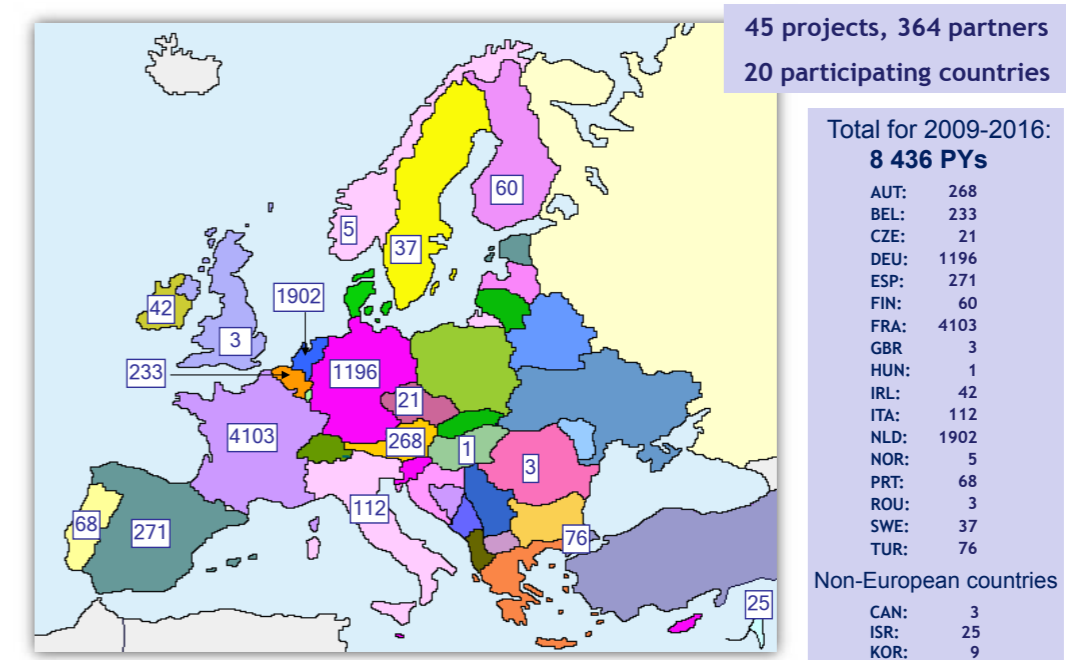 45 projects, 364 partners
20 participating countries
Total for 2009-2016:
8 436 PYs
AUT: 268
BEL: 233
CZE: 21
DEU: 1196
ESP: 271
FIN: 60
FRA: 4103
GBR 3
HUN: 1
IRL: 42
ITA: 112
NLD: 1902
NOR: 5
PRT: 68
ROU: 3
SWE: 37
TUR: 76
Non-European countries
CAN: 3
ISR: 25
KOR: 9
60
5
37
42
1902
3
233
1196
21
4103
268
1
3
112
68
271
76
25